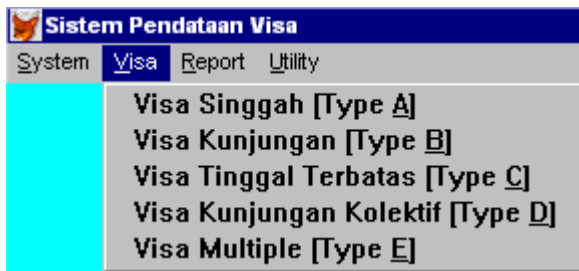 Sistem Pendataan Visa
System Visa Report Utility
Visa Singgah [Type A]
Visa Kunjungan [Type B]
Visa Tinggal Terbatas [Type C]
Visa Kunjungan Kolektif [Type D]
Visa Multiple [Type E]